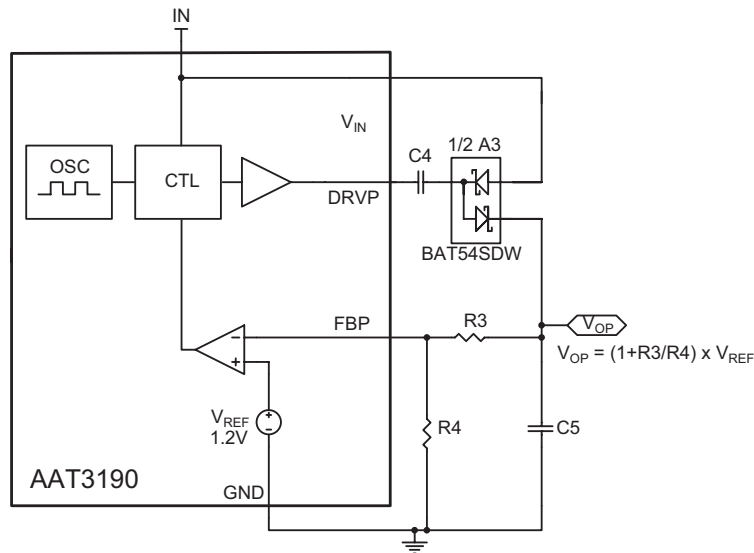 IN
V_IN
1/2 A3
OSC
CTL
C4
DRVP
BAT54SDW
FBP
R3
V_OP
V_OP = (1+R3/R4) x V_REF
V_REF
1.2V
R4
C5
AAT3190
GND